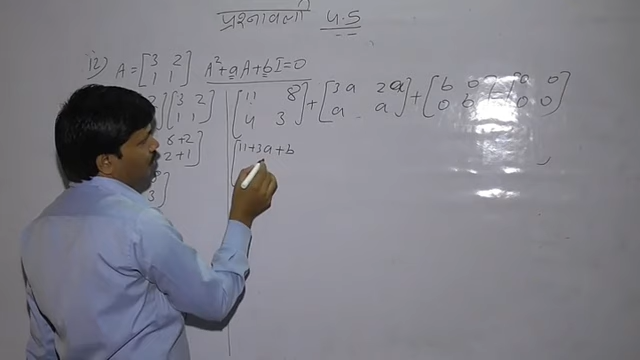 प्रश्नावली 4.5
12) A = [3 2 A² + aA + bI = 0
1 1]
[3 2 [11 8 + [3a 2a + [b 0 [0 0
1 1] 4 3] a a] 0 b] 0 0]
6+2
2+1] [11+3a+b
3]